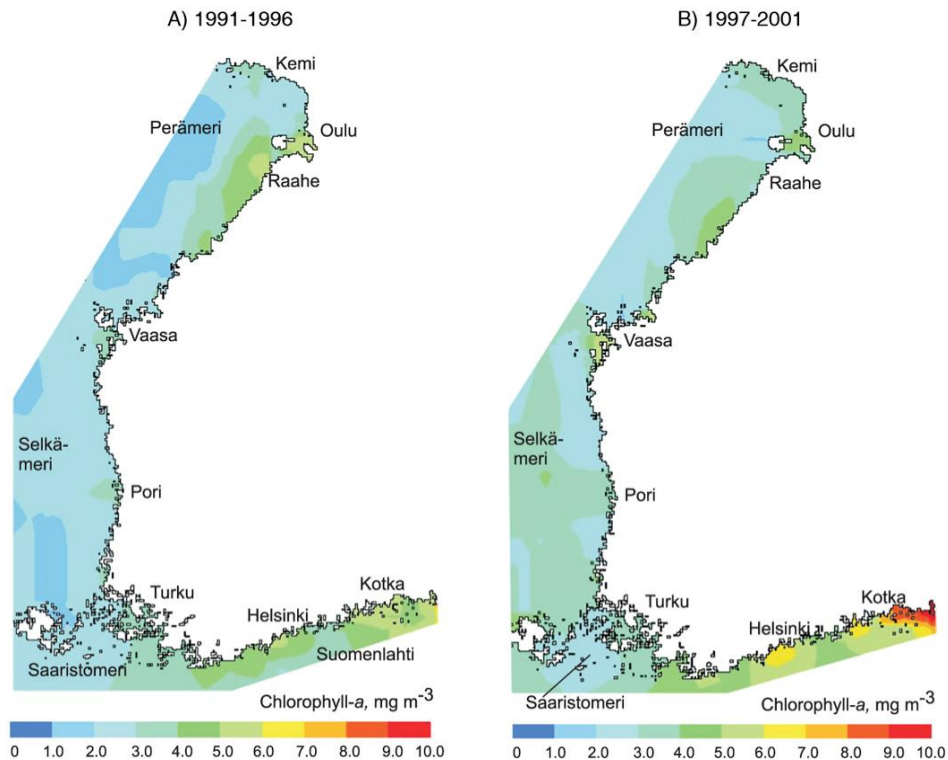 A) 1991-1996
Kemi
Perämeri
Oulu
Raahe
Vaasa
Selkä-
meri
Pori
Turku
Kotka
Helsinki
Saaristomeri
Suomenlahti
Chlorophyll-a, mg m-3
0 1.0 2.0 3.0 4.0 5.0 6.0 7.0 8.0 9.0 10.0
B) 1997-2001
Kemi
Perämeri
Oulu
Raahe
Vaasa
Selkä-
meri
Pori
Turku
Kotka
Helsinki
Saaristomeri
Chlorophyll-a, mg m-3
0 1.0 2.0 3.0 4.0 5.0 6.0 7.0 8.0 9.0 10.0